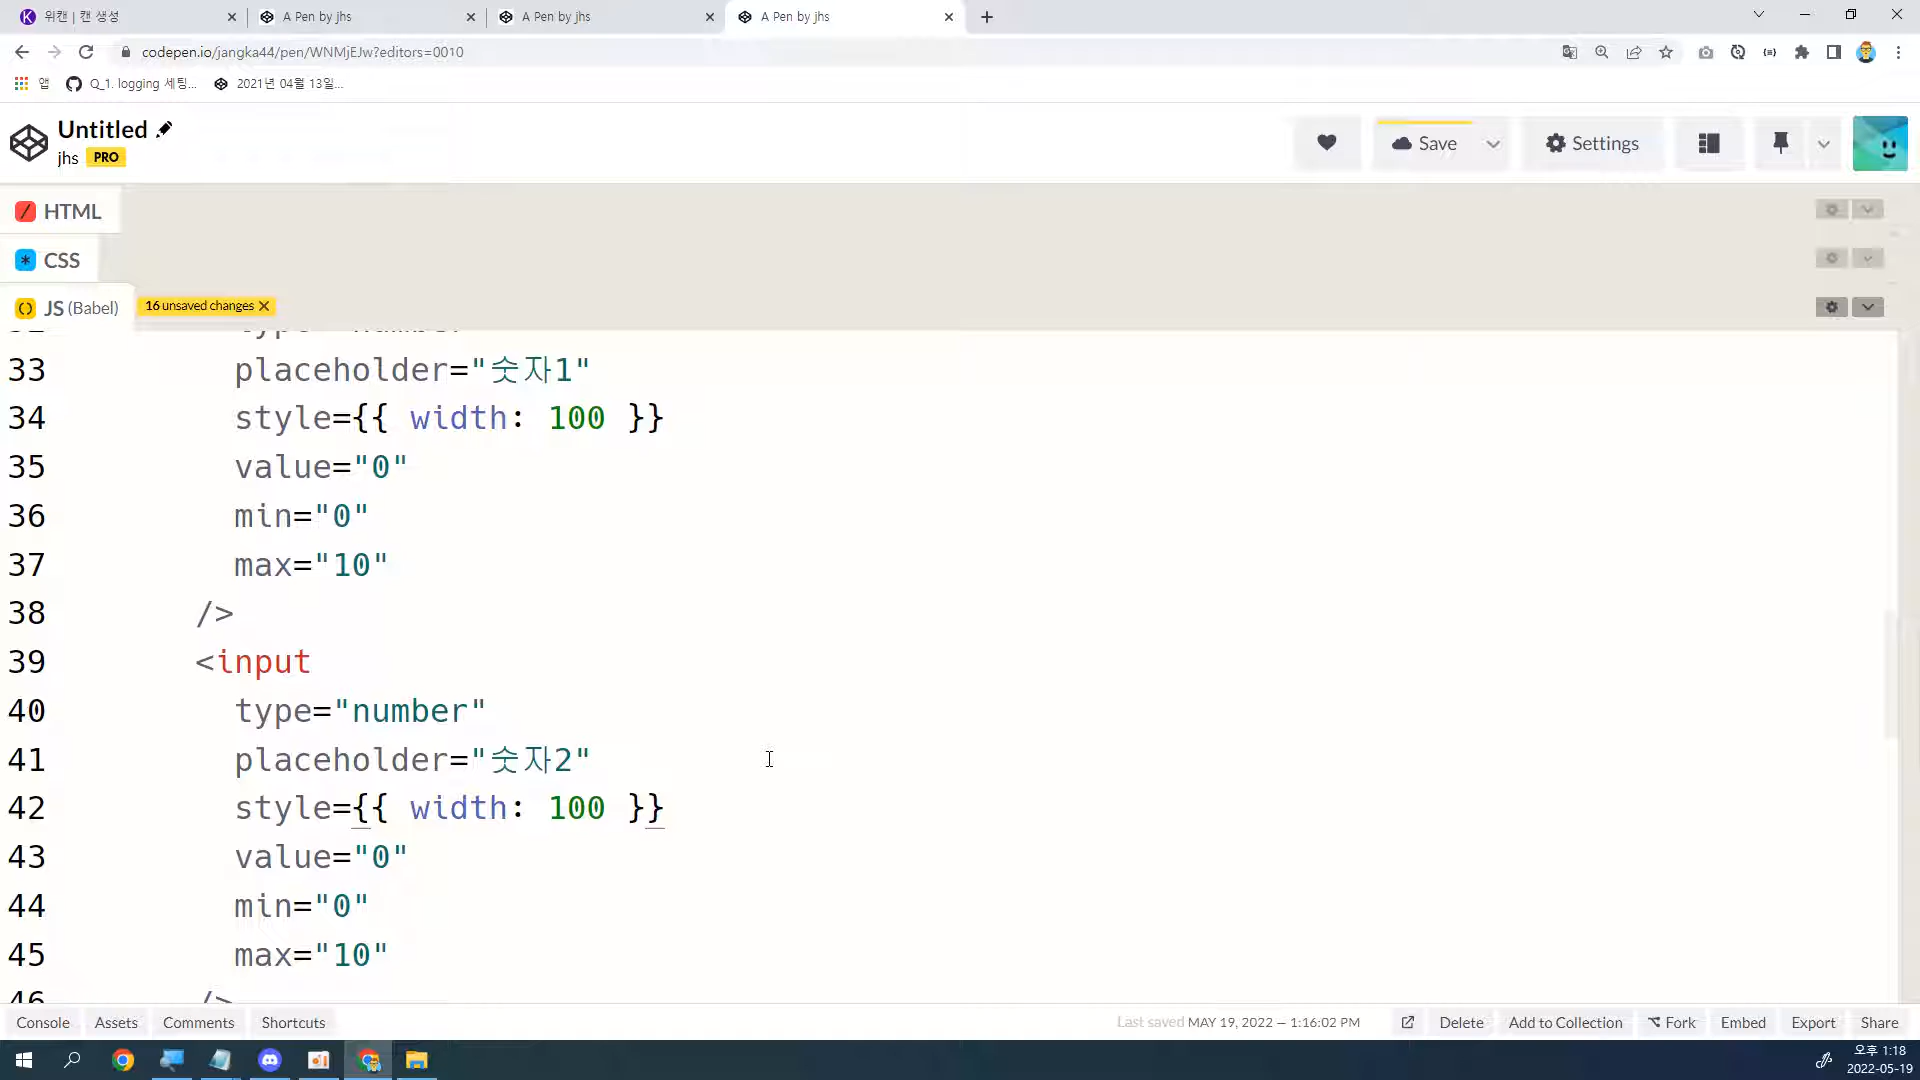 위캔 | 캔 생성
A Pen by jhs
A Pen by jhs
A Pen by jhs
codepen.io/jangka44/pen/WNMjEJw?editors=0010
앱
Q_1. logging 세팅...
2021년 04월 13일...
Untitled
jhs PRO
Save
Settings
HTML
CSS
JS (Babel)
16 unsaved changes
33 placeholder="숫자1"
34 style={{ width: 100 }}
35 value="0"
36 min="0"
37 max="10"
38 />
39 <input
40 type="number"
41 placeholder="숫자2"
42 style={{ width: 100 }}
43 value="0"
44 min="0"
45 max="10"
46 />
Console Assets Comments Shortcuts
Last saved MAY 19, 2022 — 1:16:02 PM
Delete Add to Collection Fork Embed Export Share
오후 1:18
2022-05-19